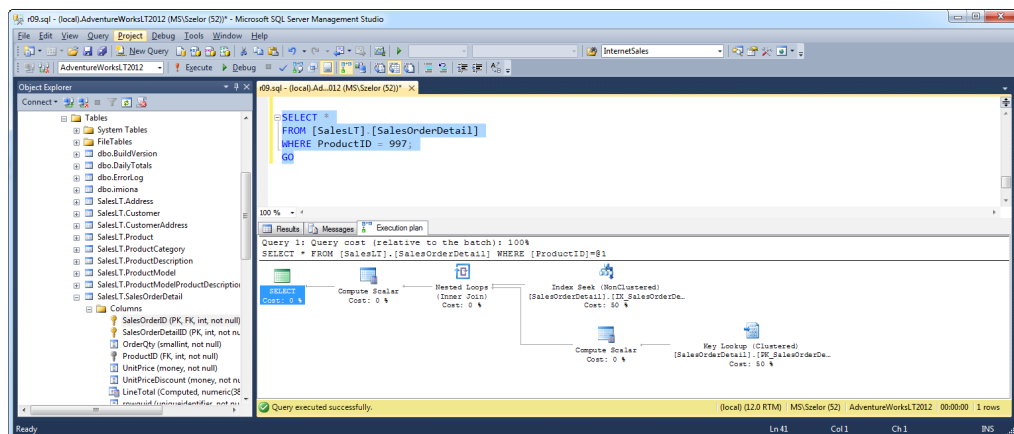 r09.sql - (local).AdventureWorksLT2012 (MS\Szelor (52))* - Microsoft SQL Server Management Studio
File Edit View Query Project Debug Tools Window Help
New Query
InternetSales
AdventureWorksLT2012
Execute
Debug
Object Explorer
Connect
Tables
System Tables
FileTables
dbo.BuildVersion
dbo.DailyTotals
dbo.ErrorLog
dbo.imiona
SalesLT.Address
SalesLT.Customer
SalesLT.CustomerAddress
SalesLT.Product
SalesLT.ProductCategory
SalesLT.ProductDescription
SalesLT.ProductModel
SalesLT.ProductModelProductDescription
SalesLT.SalesOrderDetail
Columns
SalesOrderID (PK, FK, int, not null)
SalesOrderDetailID (PK, int, not nu
OrderQty (smallint, not null)
ProductID (FK, int, not null)
UnitPrice (money, not null)
UnitPriceDiscount (money, not nu
LineTotal (Computed, numeric(38
r09.sql - (local).Ad...012 (MS\Szelor (52))*
SELECT *
FROM [SalesLT].[SalesOrderDetail]
WHERE ProductID = 997;
GO
100 %
Results Messages Execution plan
Query 1: Query cost (relative to the batch): 100%
SELECT * FROM [SalesLT].[SalesOrderDetail] WHERE [ProductID]=@1
SELECT
Cost: 0 %
Compute Scalar
Cost: 0 %
Nested Loops
(Inner Join)
Cost: 0 %
Index Seek (NonClustered)
[SalesOrderDetail].[IX_SalesOrderDe…
Cost: 50 %
Compute Scalar
Cost: 0 %
Key Lookup (Clustered)
[SalesOrderDetail].[PK_SalesOrderDe…
Cost: 50 %
Query executed successfully.
(local) (12.0 RTM) MS\Szelor (52) AdventureWorksLT2012 00:00:00 1 rows
Ready
Ln 41 Col 1 Ch 1 INS